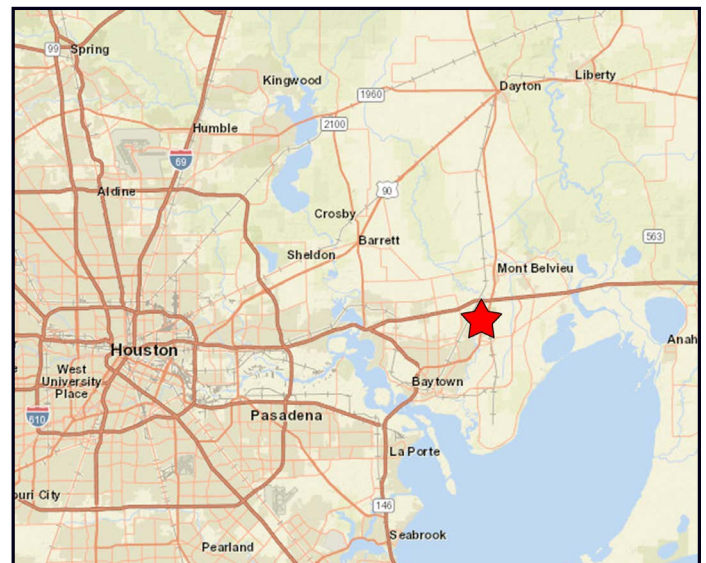 99
Spring
Kingwood
1960
Dayton
Liberty
Humble
2100
69
Aldine
90
Crosby
Barrett
563
Sheldon
Mont Belvieu
Houston
Anah
West
University
Place
Baytown
610
Pasadena
La Porte
ouri City
146
Seabrook
Pearland